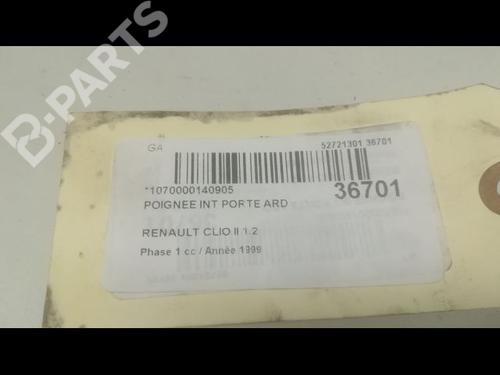 B-PARTS
GA
52721301 36701
*1070000140905
36701
POIGNEE INT PORTE ARD
RENAULT CLIO II 1.2
Phase 1 cc / Année 1999